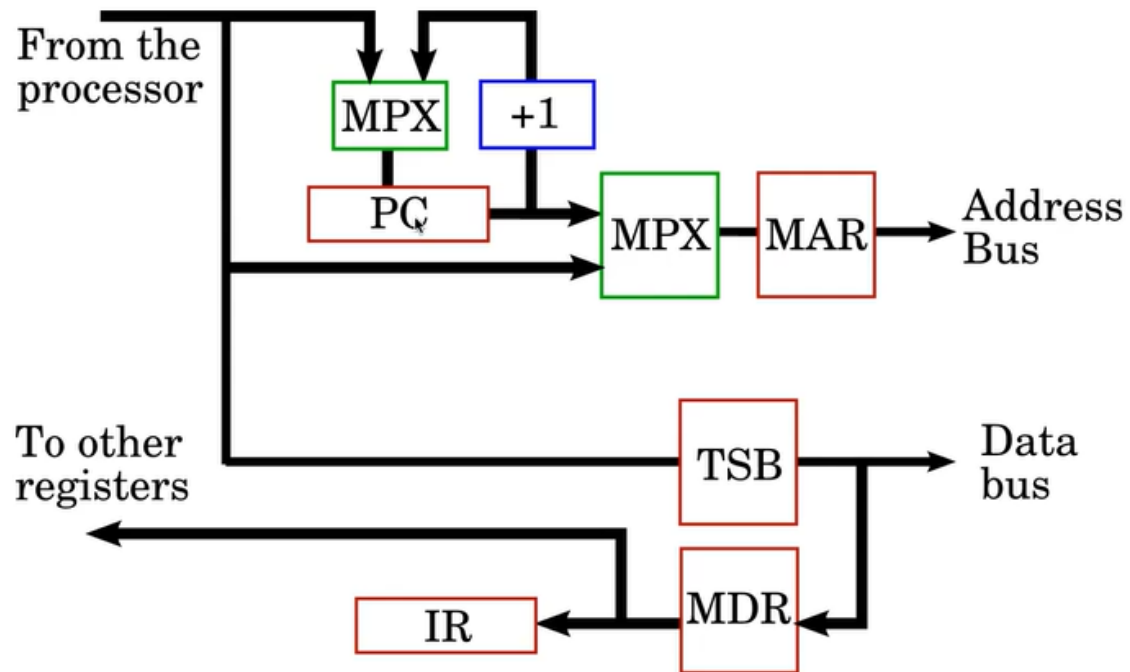 From the
processor
MPX
+1
PC
MPX
MAR
Address
Bus
To other
registers
TSB
Data
bus
IR
MDR